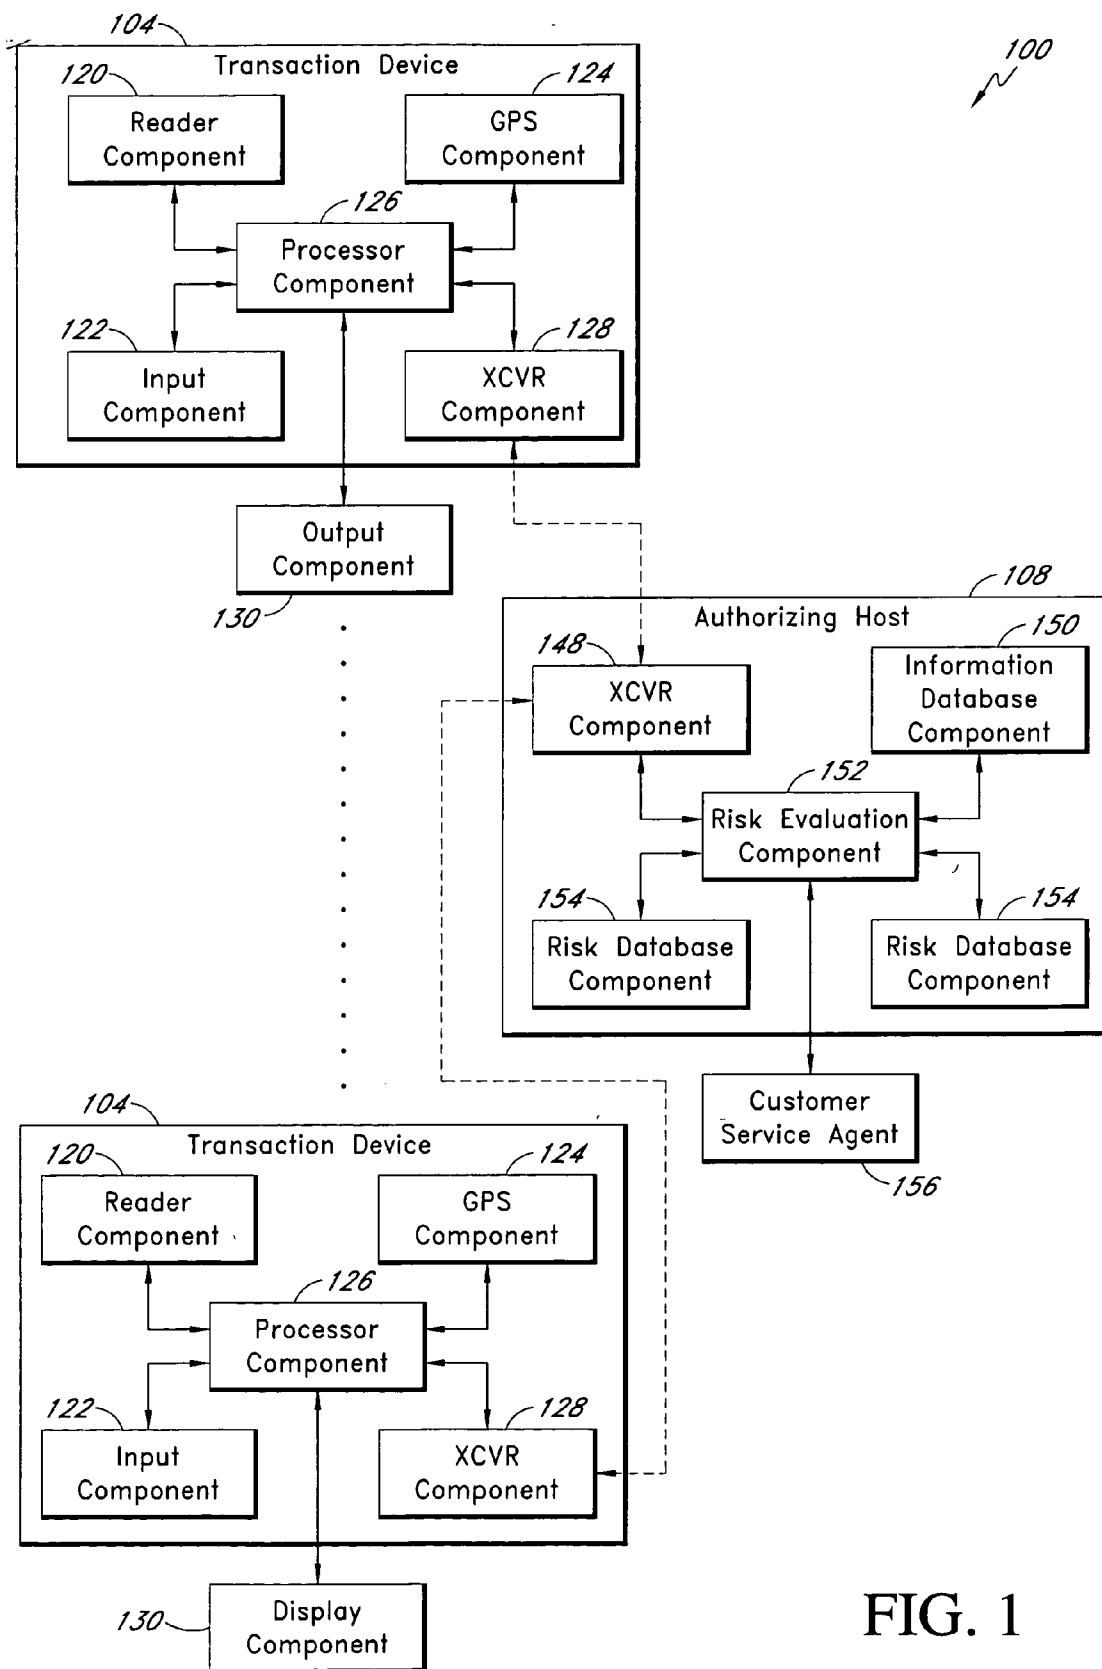 104
Transaction Device
100
120
124
Reader
Component
GPS
Component
126
Processor
Component
122
128
Input
Component
XCVR
Component
Output
Component
130
108
Authorizing Host
148
150
XCVR
Component
Information
Database
Component
152
Risk Evaluation
Component
154
154
Risk Database
Component
Risk Database
Component
Customer
Service Agent
156
104
Transaction Device
120
124
Reader
Component
GPS
Component
126
Processor
Component
122
128
Input
Component
XCVR
Component
Display
Component
130
FIG. 1